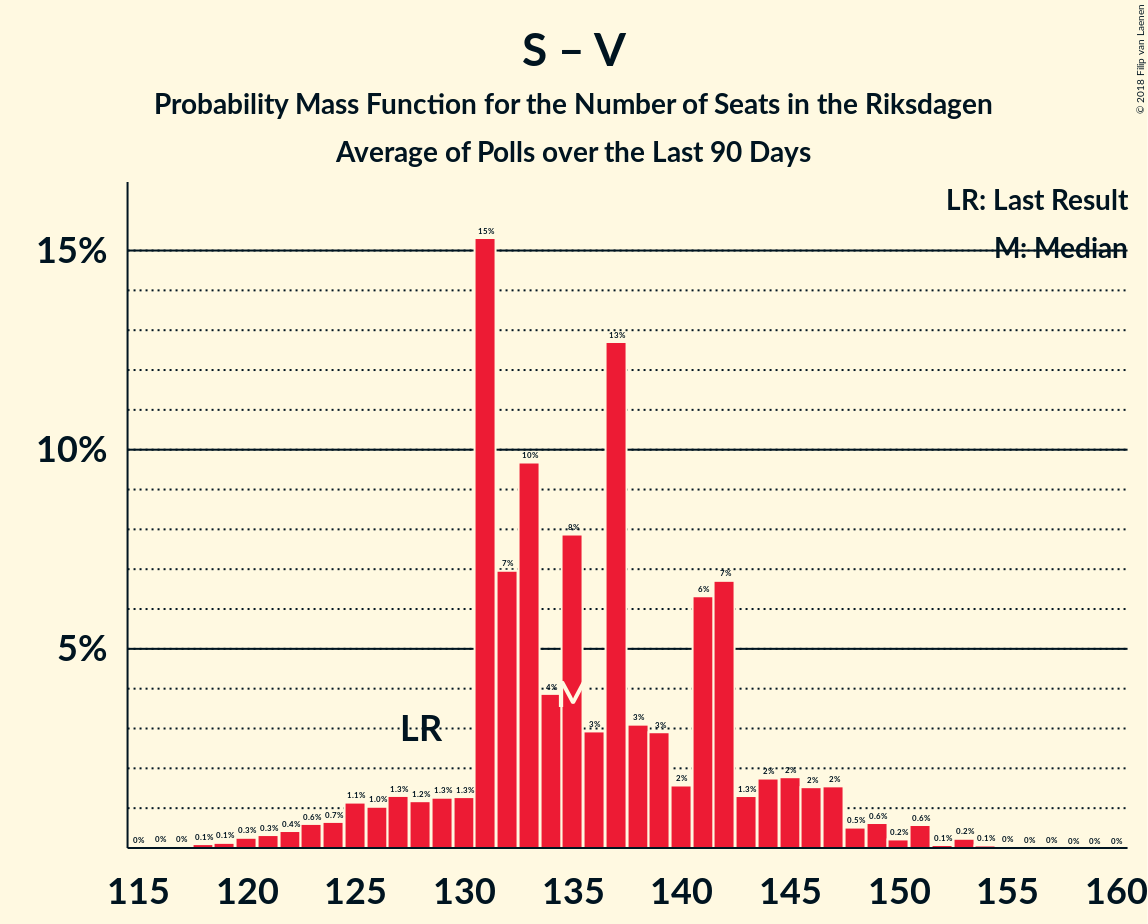 S – V
Probability Mass Function for the Number of Seats in the Riksdagen
Average of Polls over the Last 90 Days
© 2018 Filip van Laenen
LR: Last Result
M: Median
15%
10%
5%
LR
M
0% 0% 0% 0.1% 0.1% 0.3% 0.3% 0.4% 0.6% 0.7% 1.1% 1.0% 1.3% 1.2% 1.3% 1.3% 15% 7% 10% 4% 8% 3% 13% 3% 3% 2% 6% 7% 1.3% 2% 2% 2% 2% 0.5% 0.6% 0.2% 0.6% 0.1% 0.2% 0.1% 0% 0% 0% 0% 0% 0%
115 120 125 130 135 140 145 150 155 160